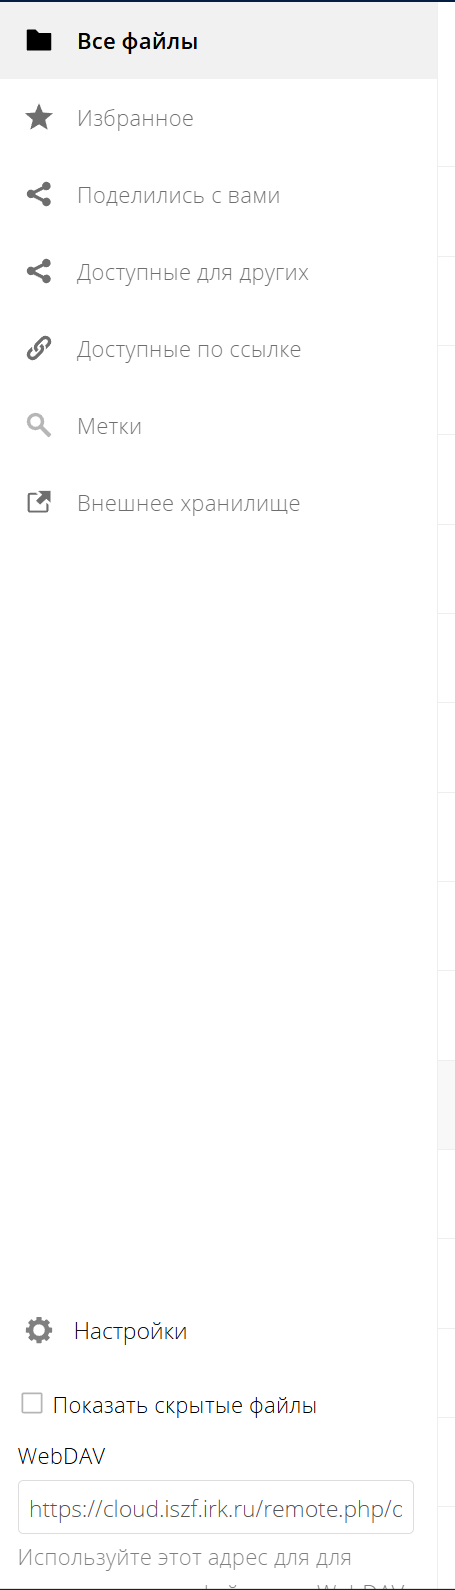 Все файлы
Избранное
Поделились с вами
Доступные для других
Доступные по ссылке
Метки
Внешнее хранилище
Настройки
Показать скрытые файлы
WebDAV
https://cloud.iszf.irk.ru/remote.php/d
Используйте этот адрес для для